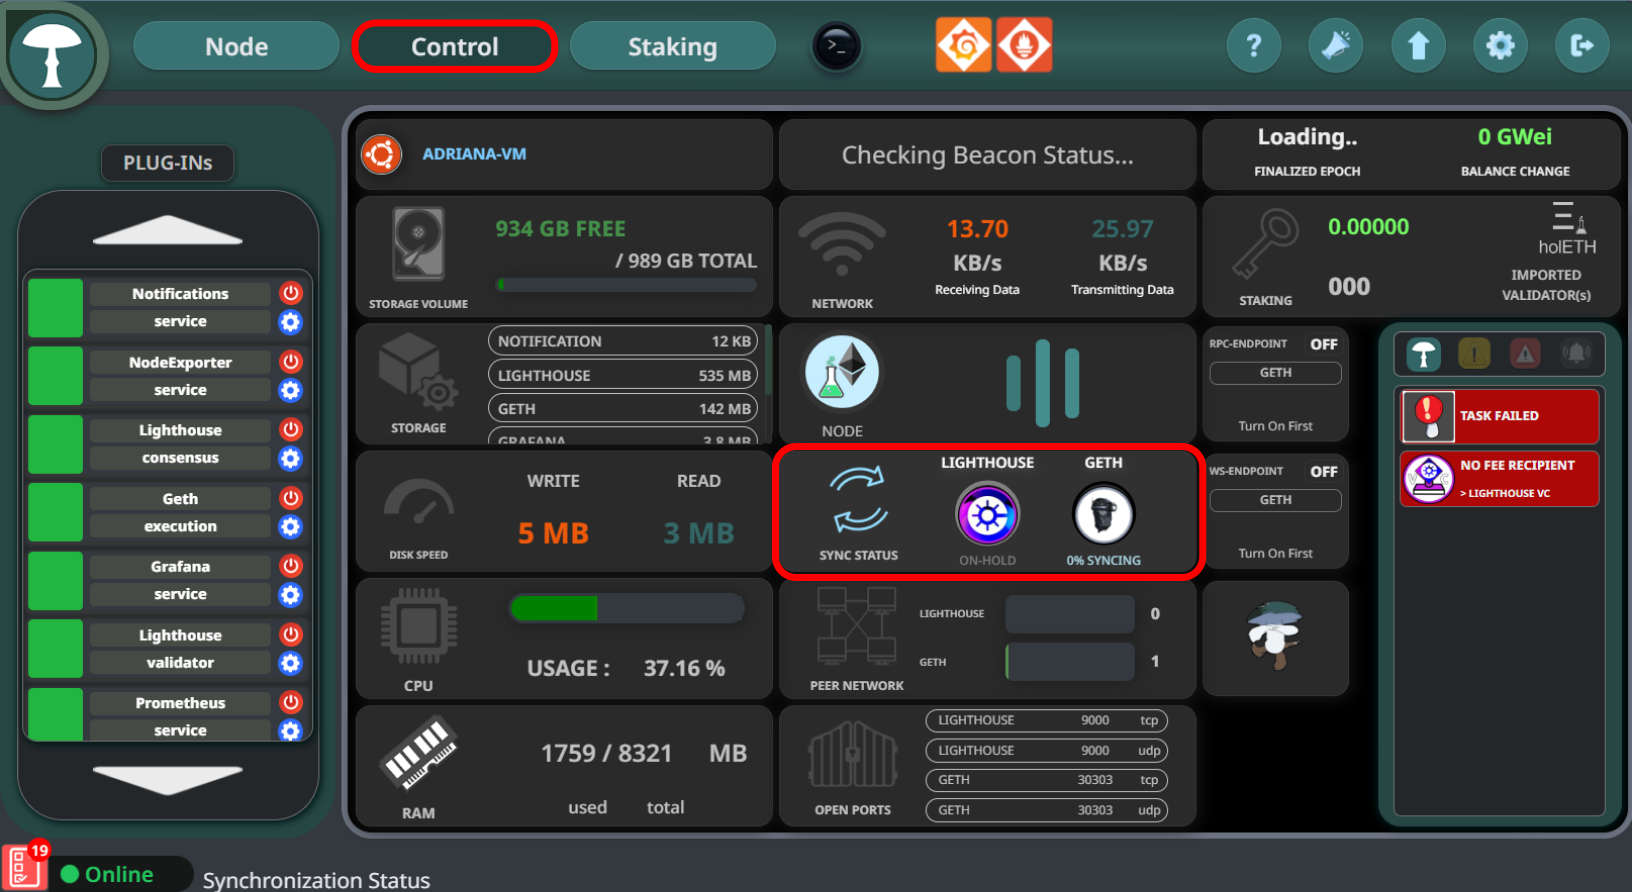 Node
Control
Staking
>_
?
PLUG-INs
Notifications
service
NodeExporter
service
Lighthouse
consensus
Geth
execution
Grafana
service
Lighthouse
validator
Prometheus
service
ADRIANA-VM
Checking Beacon Status...
Loading..
FINALIZED EPOCH
0 GWei
BALANCE CHANGE
934 GB FREE
/ 989 GB TOTAL
STORAGE VOLUME
13.70
KB/s
Receiving Data
25.97
KB/s
Transmitting Data
NETWORK
0.00000
000
STAKING
holETH
IMPORTED
VALIDATOR(s)
NOTIFICATION 12 KB
LIGHTHOUSE 535 MB
GETH 142 MB
GRAFANA 3.8 MB
STORAGE
NODE
RPC-ENDPOINT OFF
GETH
Turn On First
TASK FAILED
NO FEE RECIPIENT
> LIGHTHOUSE VC
WRITE
5 MB
READ
3 MB
DISK SPEED
SYNC STATUS
LIGHTHOUSE
ON-HOLD
GETH
0% SYNCING
WS-ENDPOINT OFF
GETH
Turn On First
USAGE : 37.16 %
CPU
LIGHTHOUSE 0
GETH 1
PEER NETWORK
1759 / 8321 MB
used total
RAM
LIGHTHOUSE 9000 tcp
LIGHTHOUSE 9000 udp
GETH 30303 tcp
GETH 30303 udp
OPEN PORTS
19
Online
Synchronization Status